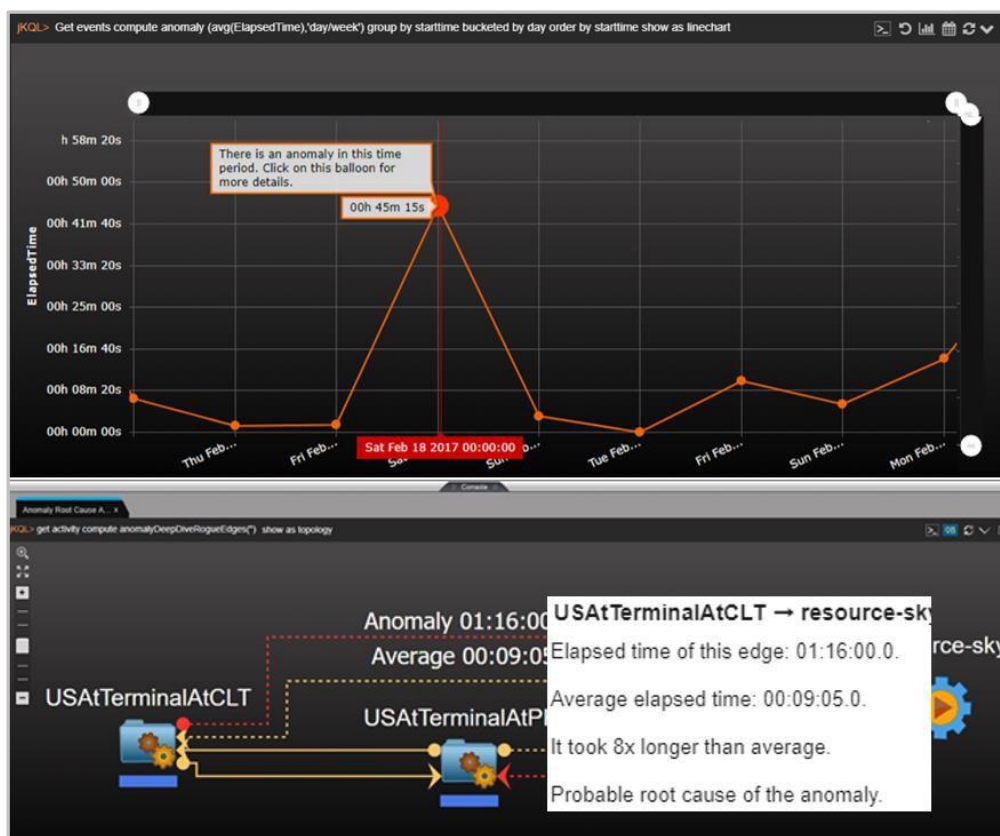 jKQL> Get events compute anomaly (avg(ElapsedTime),'day/week') group by starttime bucketed by day order by starttime show as linechart
h 58m 20s
There is an anomaly in this time
period. Click on this balloon for
more details.
00h 50m 00s
00h 45m 15s
00h 41m 40s
ElapsedTime
00h 33m 20s
00h 25m 00s
00h 16m 40s
00h 08m 20s
00h 00m 00s
Thu Feb...
Fri Feb...
Sat Feb 18 2017 00:00:00
Tue Feb...
Fri Feb...
Sun Feb...
Mon Feb...
Console
Anomaly Root Cause A... x
jKQL> get activity compute anomalyDeepDiveRogueEdges('') show as topology
Anomaly 01:16:00
Average 00:09:05
USAtTerminalAtCLT
USAtTerminalAtP
USAtTerminalAtCLT → resource-sky
Elapsed time of this edge: 01:16:00.0.
Average elapsed time: 00:09:05.0.
It took 8x longer than average.
Probable root cause of the anomaly.
rce-sky